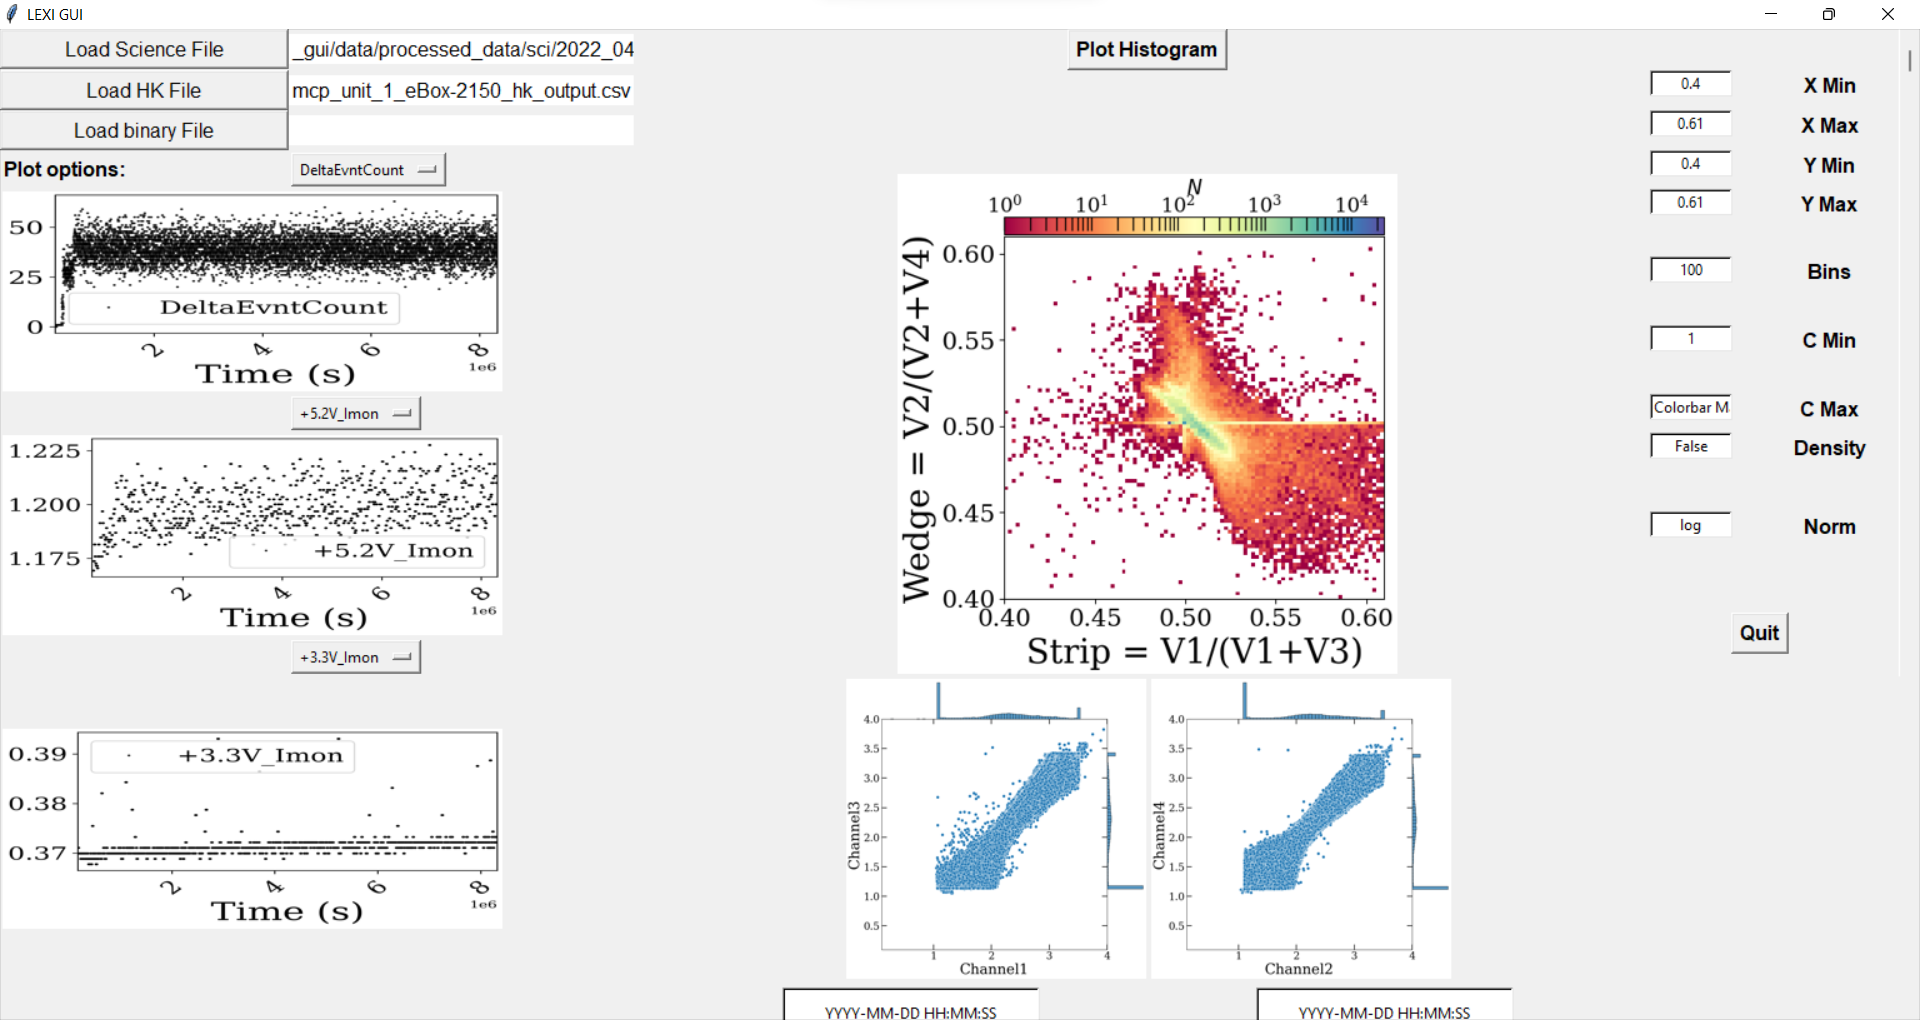 LEXI GUI
Load Science File
_gui/data/processed_data/sci/2022_04
Load HK File
mcp_unit_1_eBox-2150_hk_output.csv
Load binary File
Plot options:
DeltaEvntCount
50
25
0
DeltaEvntCount
2 4 6 8
1e6
Time (s)
+5.2V_Imon
1.225
1.200
1.175
+5.2V_Imon
2 4 6 8
1e6
Time (s)
+3.3V_Imon
0.39
0.38
0.37
+3.3V_Imon
2 4 6 8
1e6
Time (s)
Plot Histogram
N
10⁰ 10¹ 10² 10³ 10⁴
Wedge = V2/(V2+V4)
0.60
0.55
0.50
0.45
0.40
0.40 0.45 0.50 0.55 0.60
Strip = V1/(V1+V3)
Channel3
4.0
3.5
3.0
2.5
2.0
1.5
1.0
0.5
1 2 3 4
Channel1
Channel4
4.0
3.5
3.0
2.5
2.0
1.5
1.0
0.5
1 2 3 4
Channel2
YYYY-MM-DD HH:MM:SS
YYYY-MM-DD HH:MM:SS
0.4 X Min
0.61 X Max
0.4 Y Min
0.61 Y Max
100 Bins
1 C Min
Colorbar M C Max
False Density
log Norm
Quit